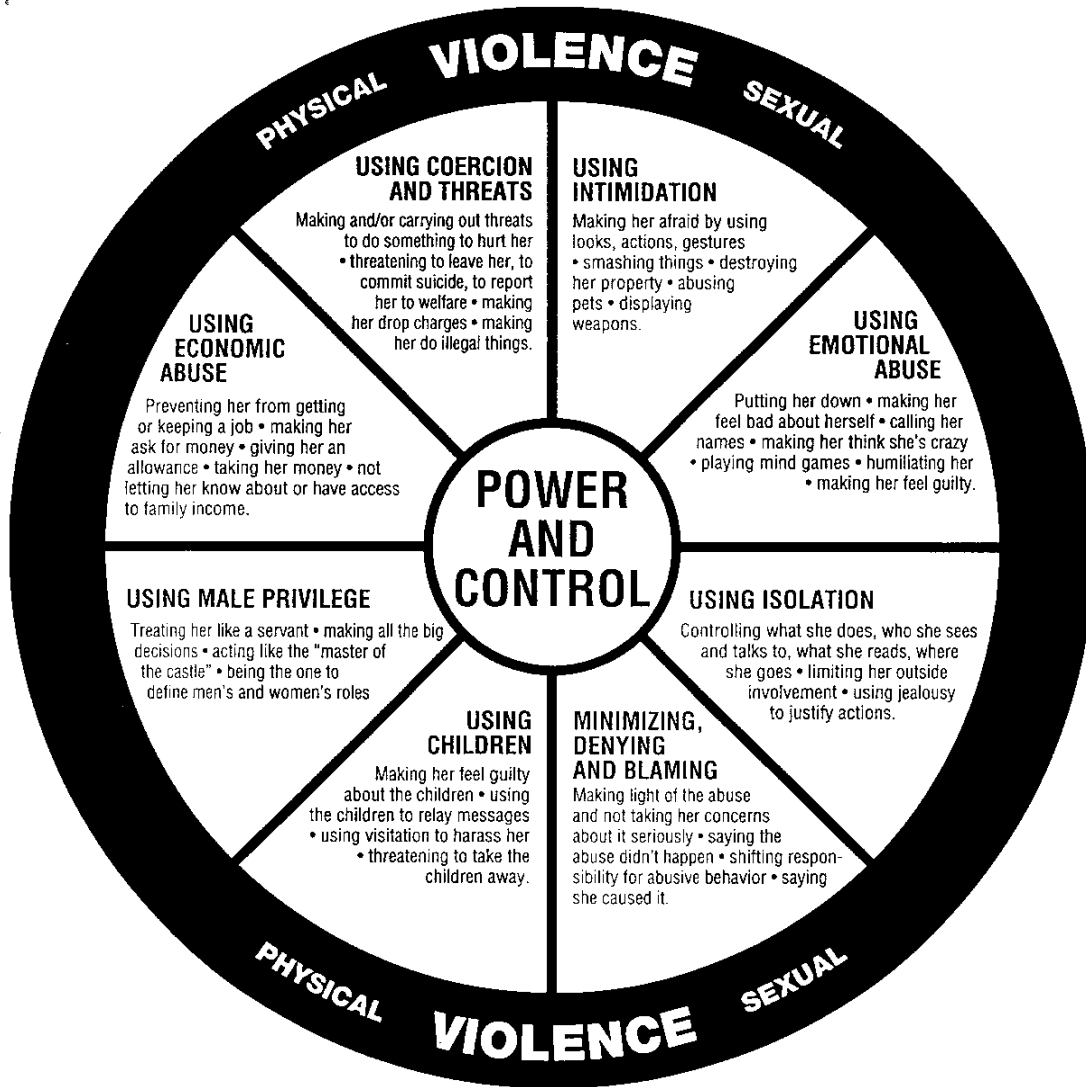 PHYSICAL VIOLENCE SEXUAL
USING COERCION
AND THREATS
Making and/or carrying out threats
to do something to hurt her
• threatening to leave her, to
commit suicide, to report
her to welfare • making
her drop charges • making
her do illegal things.
USING
INTIMIDATION
Making her afraid by using
looks, actions, gestures
• smashing things • destroying
her property • abusing
pets • displaying
weapons.
USING
EMOTIONAL
ABUSE
Putting her down • making her
feel bad about herself • calling her
names • making her think she's crazy
• playing mind games • humiliating her
• making her feel guilty.
USING ISOLATION
Controlling what she does, who she sees
and talks to, what she reads, where
she goes • limiting her outside
involvement • using jealousy
to justify actions.
MINIMIZING,
DENYING
AND BLAMING
Making light of the abuse
and not taking her concerns
about it seriously • saying the
abuse didn't happen • shifting respon-
sibility for abusive behavior • saying
she caused it.
USING
CHILDREN
Making her feel guilty
about the children • using
the children to relay messages
• using visitation to harass her
• threatening to take the
children away.
USING MALE PRIVILEGE
Treating her like a servant • making all the big
decisions • acting like the "master of
the castle" • being the one to
define men's and women's roles
USING
ECONOMIC
ABUSE
Preventing her from getting
or keeping a job • making her
ask for money • giving her an
allowance • taking her money • not
letting her know about or have access
to family income.
POWER
AND
CONTROL
PHYSICAL VIOLENCE SEXUAL